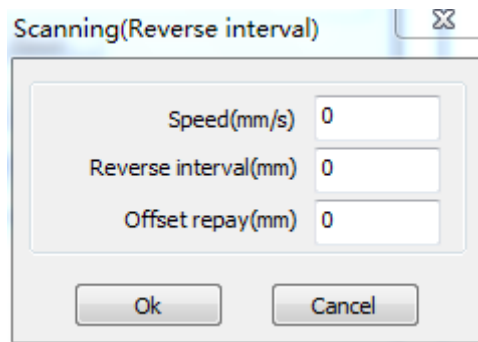 Scanning(Reverse interval)
Speed(mm/s) 0
Reverse interval(mm) 0
Offset repay(mm) 0
Ok Cancel